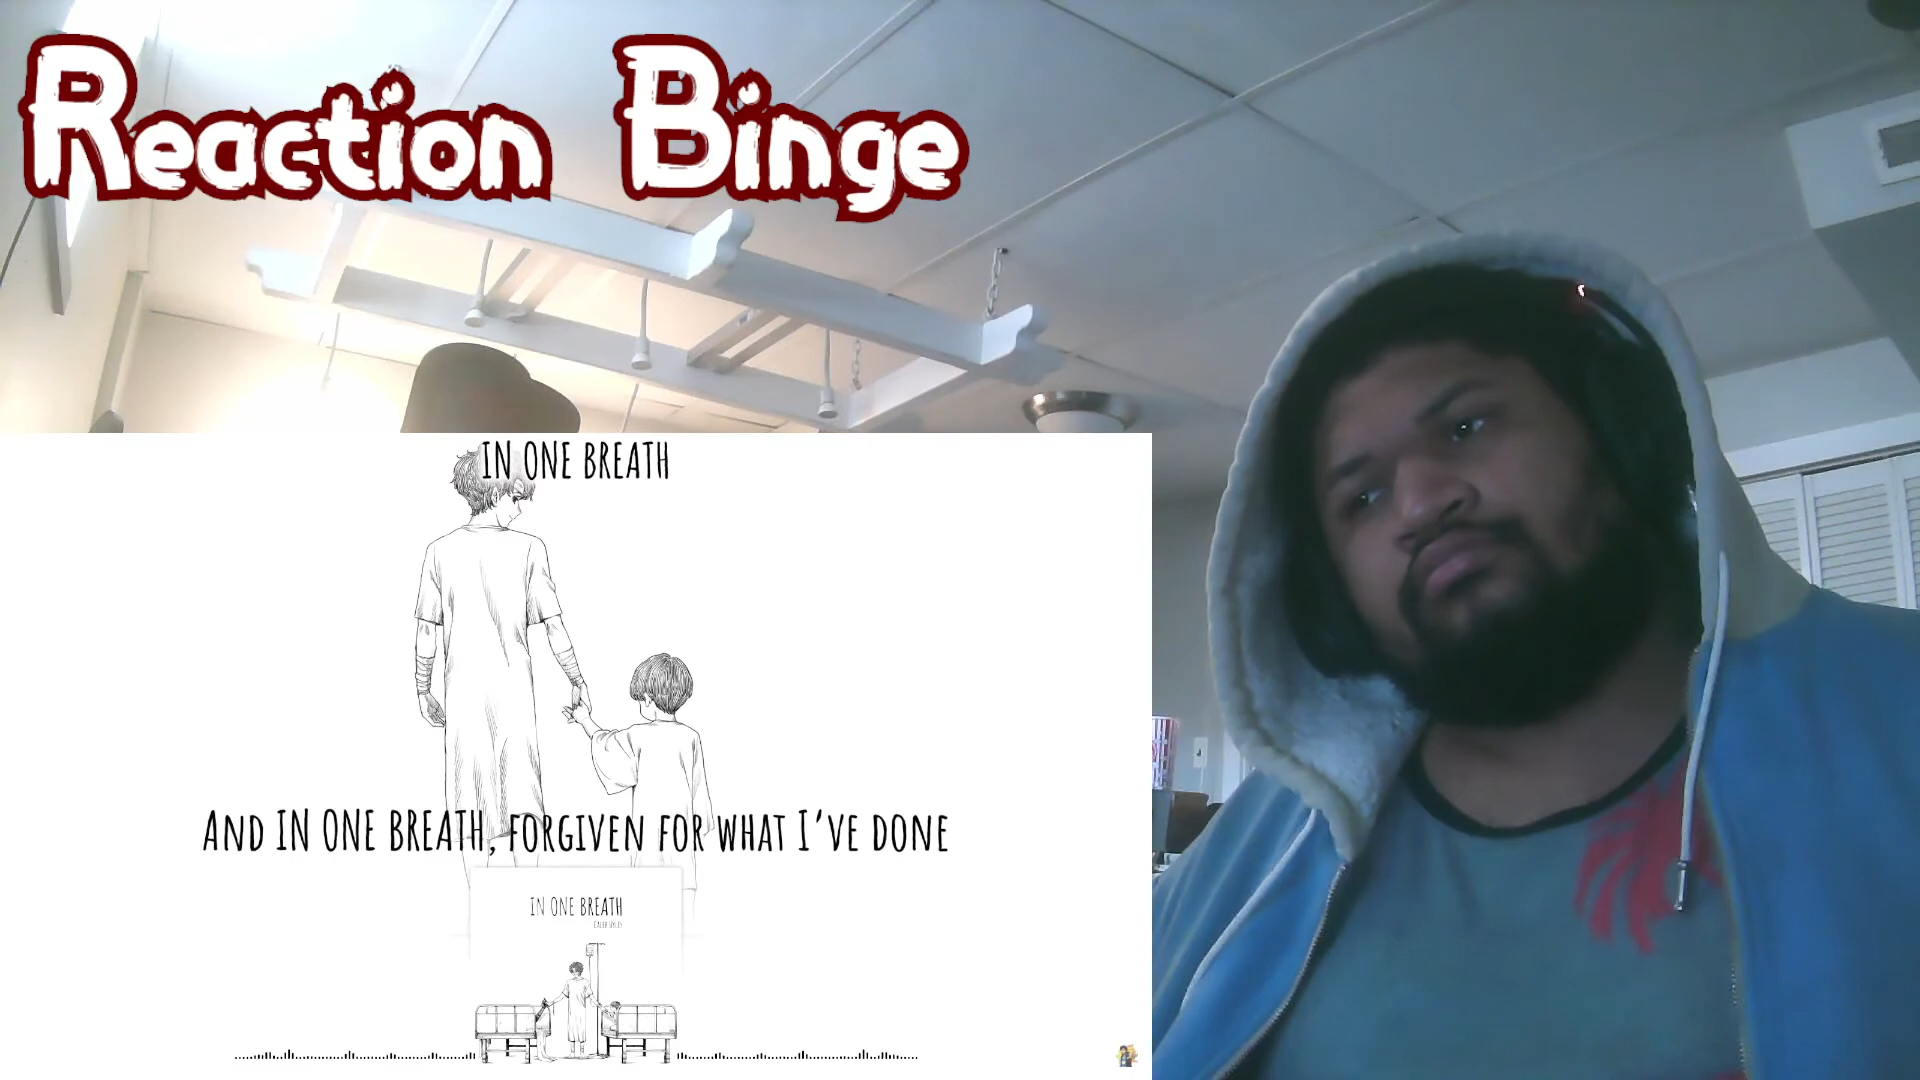 Reaction Binge
IN ONE BREATH
AND IN ONE BREATH, FORGIVEN FOR WHAT I'VE DONE
IN ONE BREATH